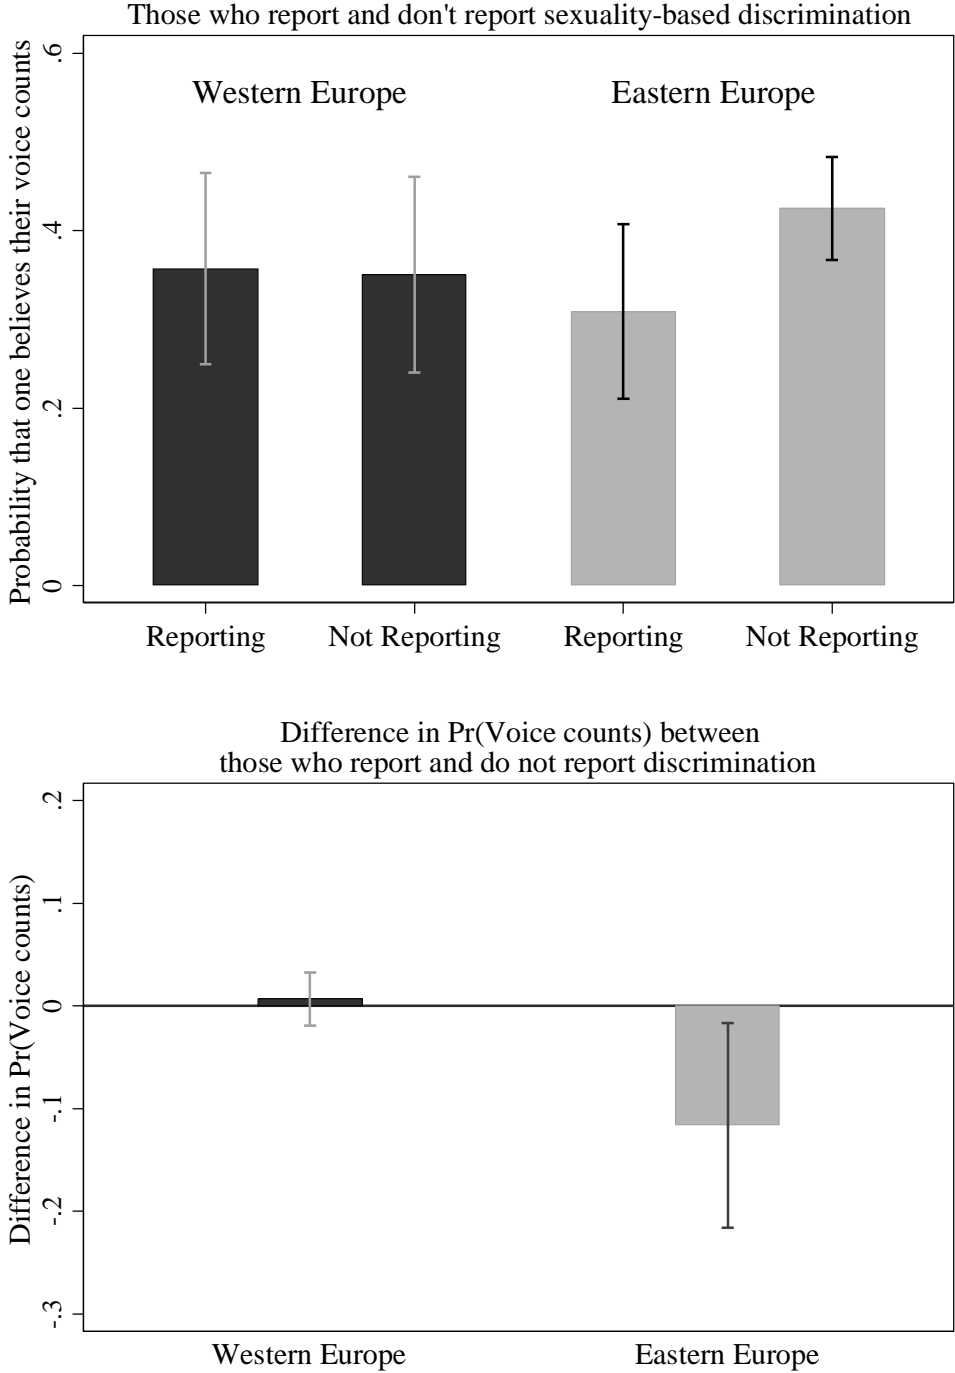 Those who report and don't report sexuality-based discrimination
Probability that one believes their voice counts
.6
.4
.2
0
Western Europe
Eastern Europe
Reporting
Not Reporting
Reporting
Not Reporting
Difference in Pr(Voice counts) between
those who report and do not report discrimination
Difference in Pr(Voice counts)
.2
.1
0
-.1
-.2
-.3
Western Europe
Eastern Europe